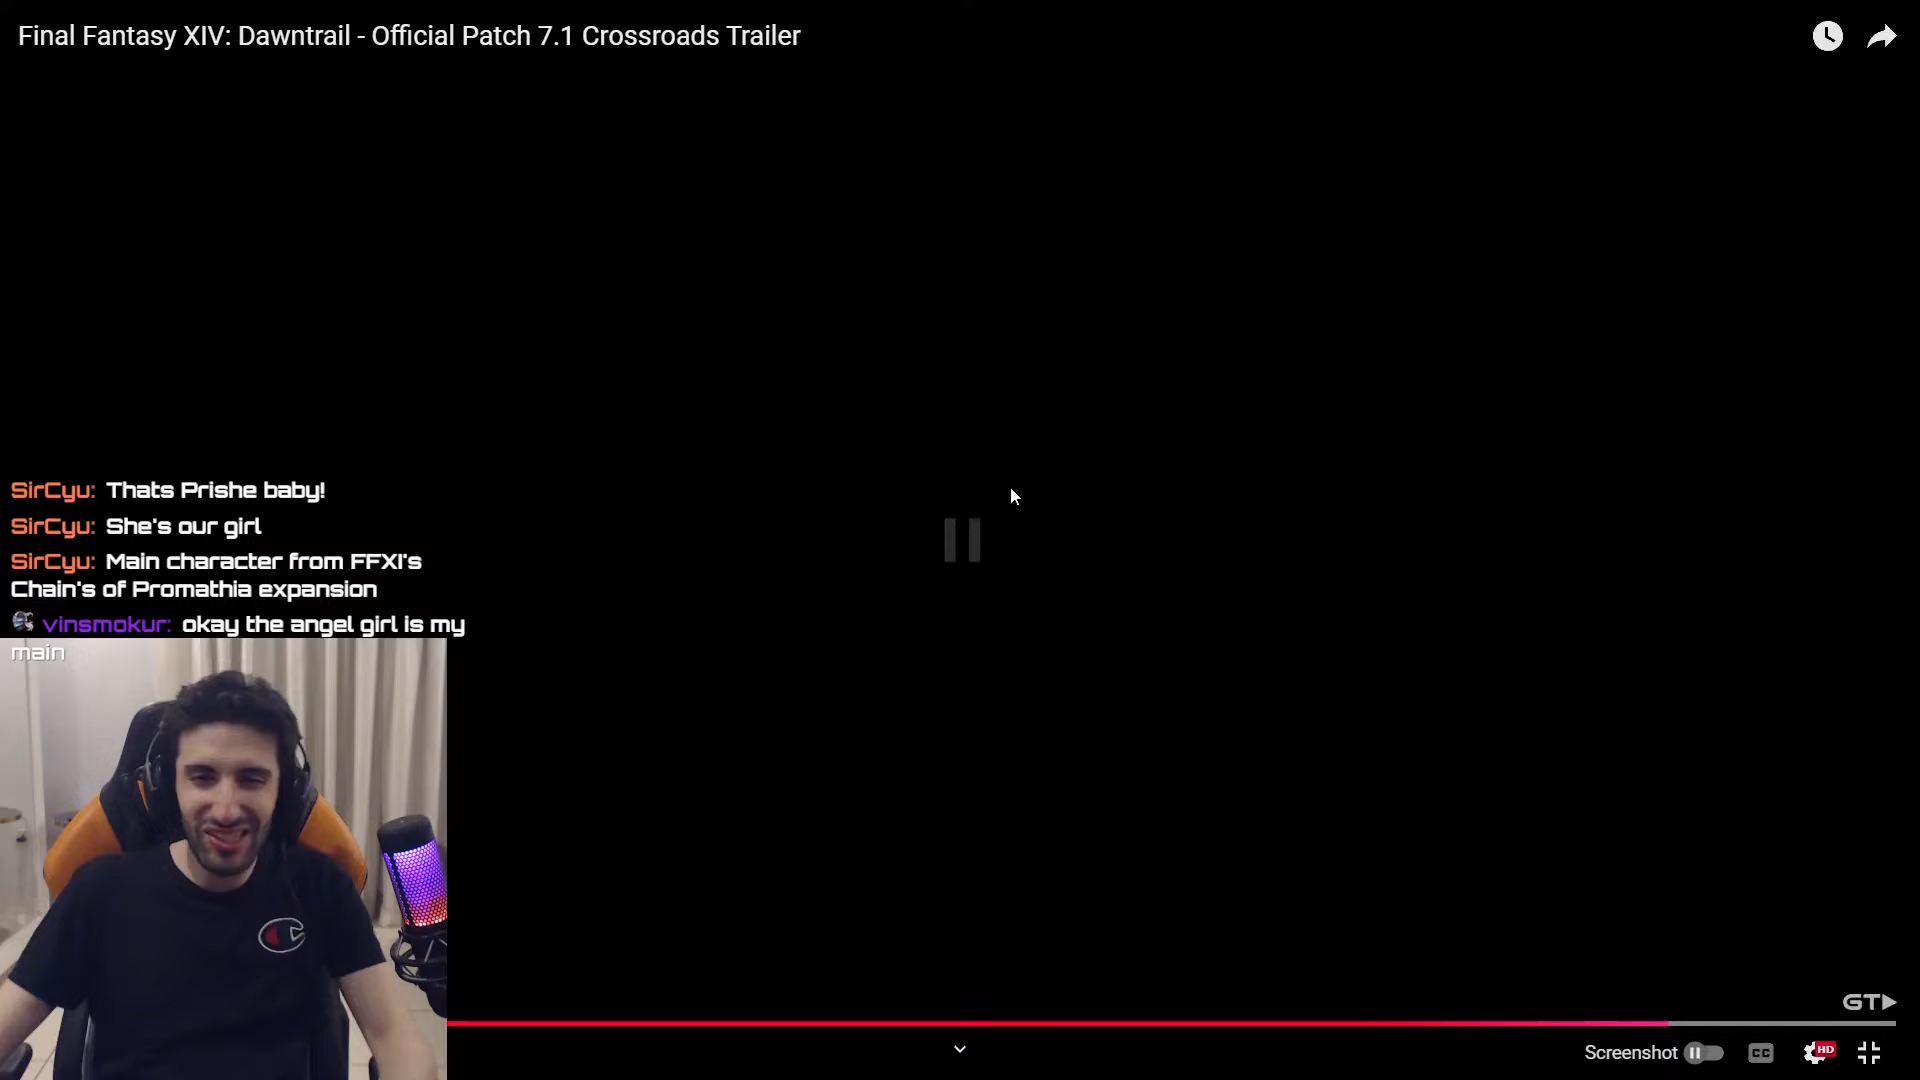 Final Fantasy XIV: Dawntrail - Official Patch 7.1 Crossroads Trailer
SirCyu: Thats Prishe baby!
SirCyu: She's our girl
SirCyu: Main character from FFXI's
Chain's of Promathia expansion
vinsmokur: okay the angel girl is my
main
GT
Screenshot
CC
HD